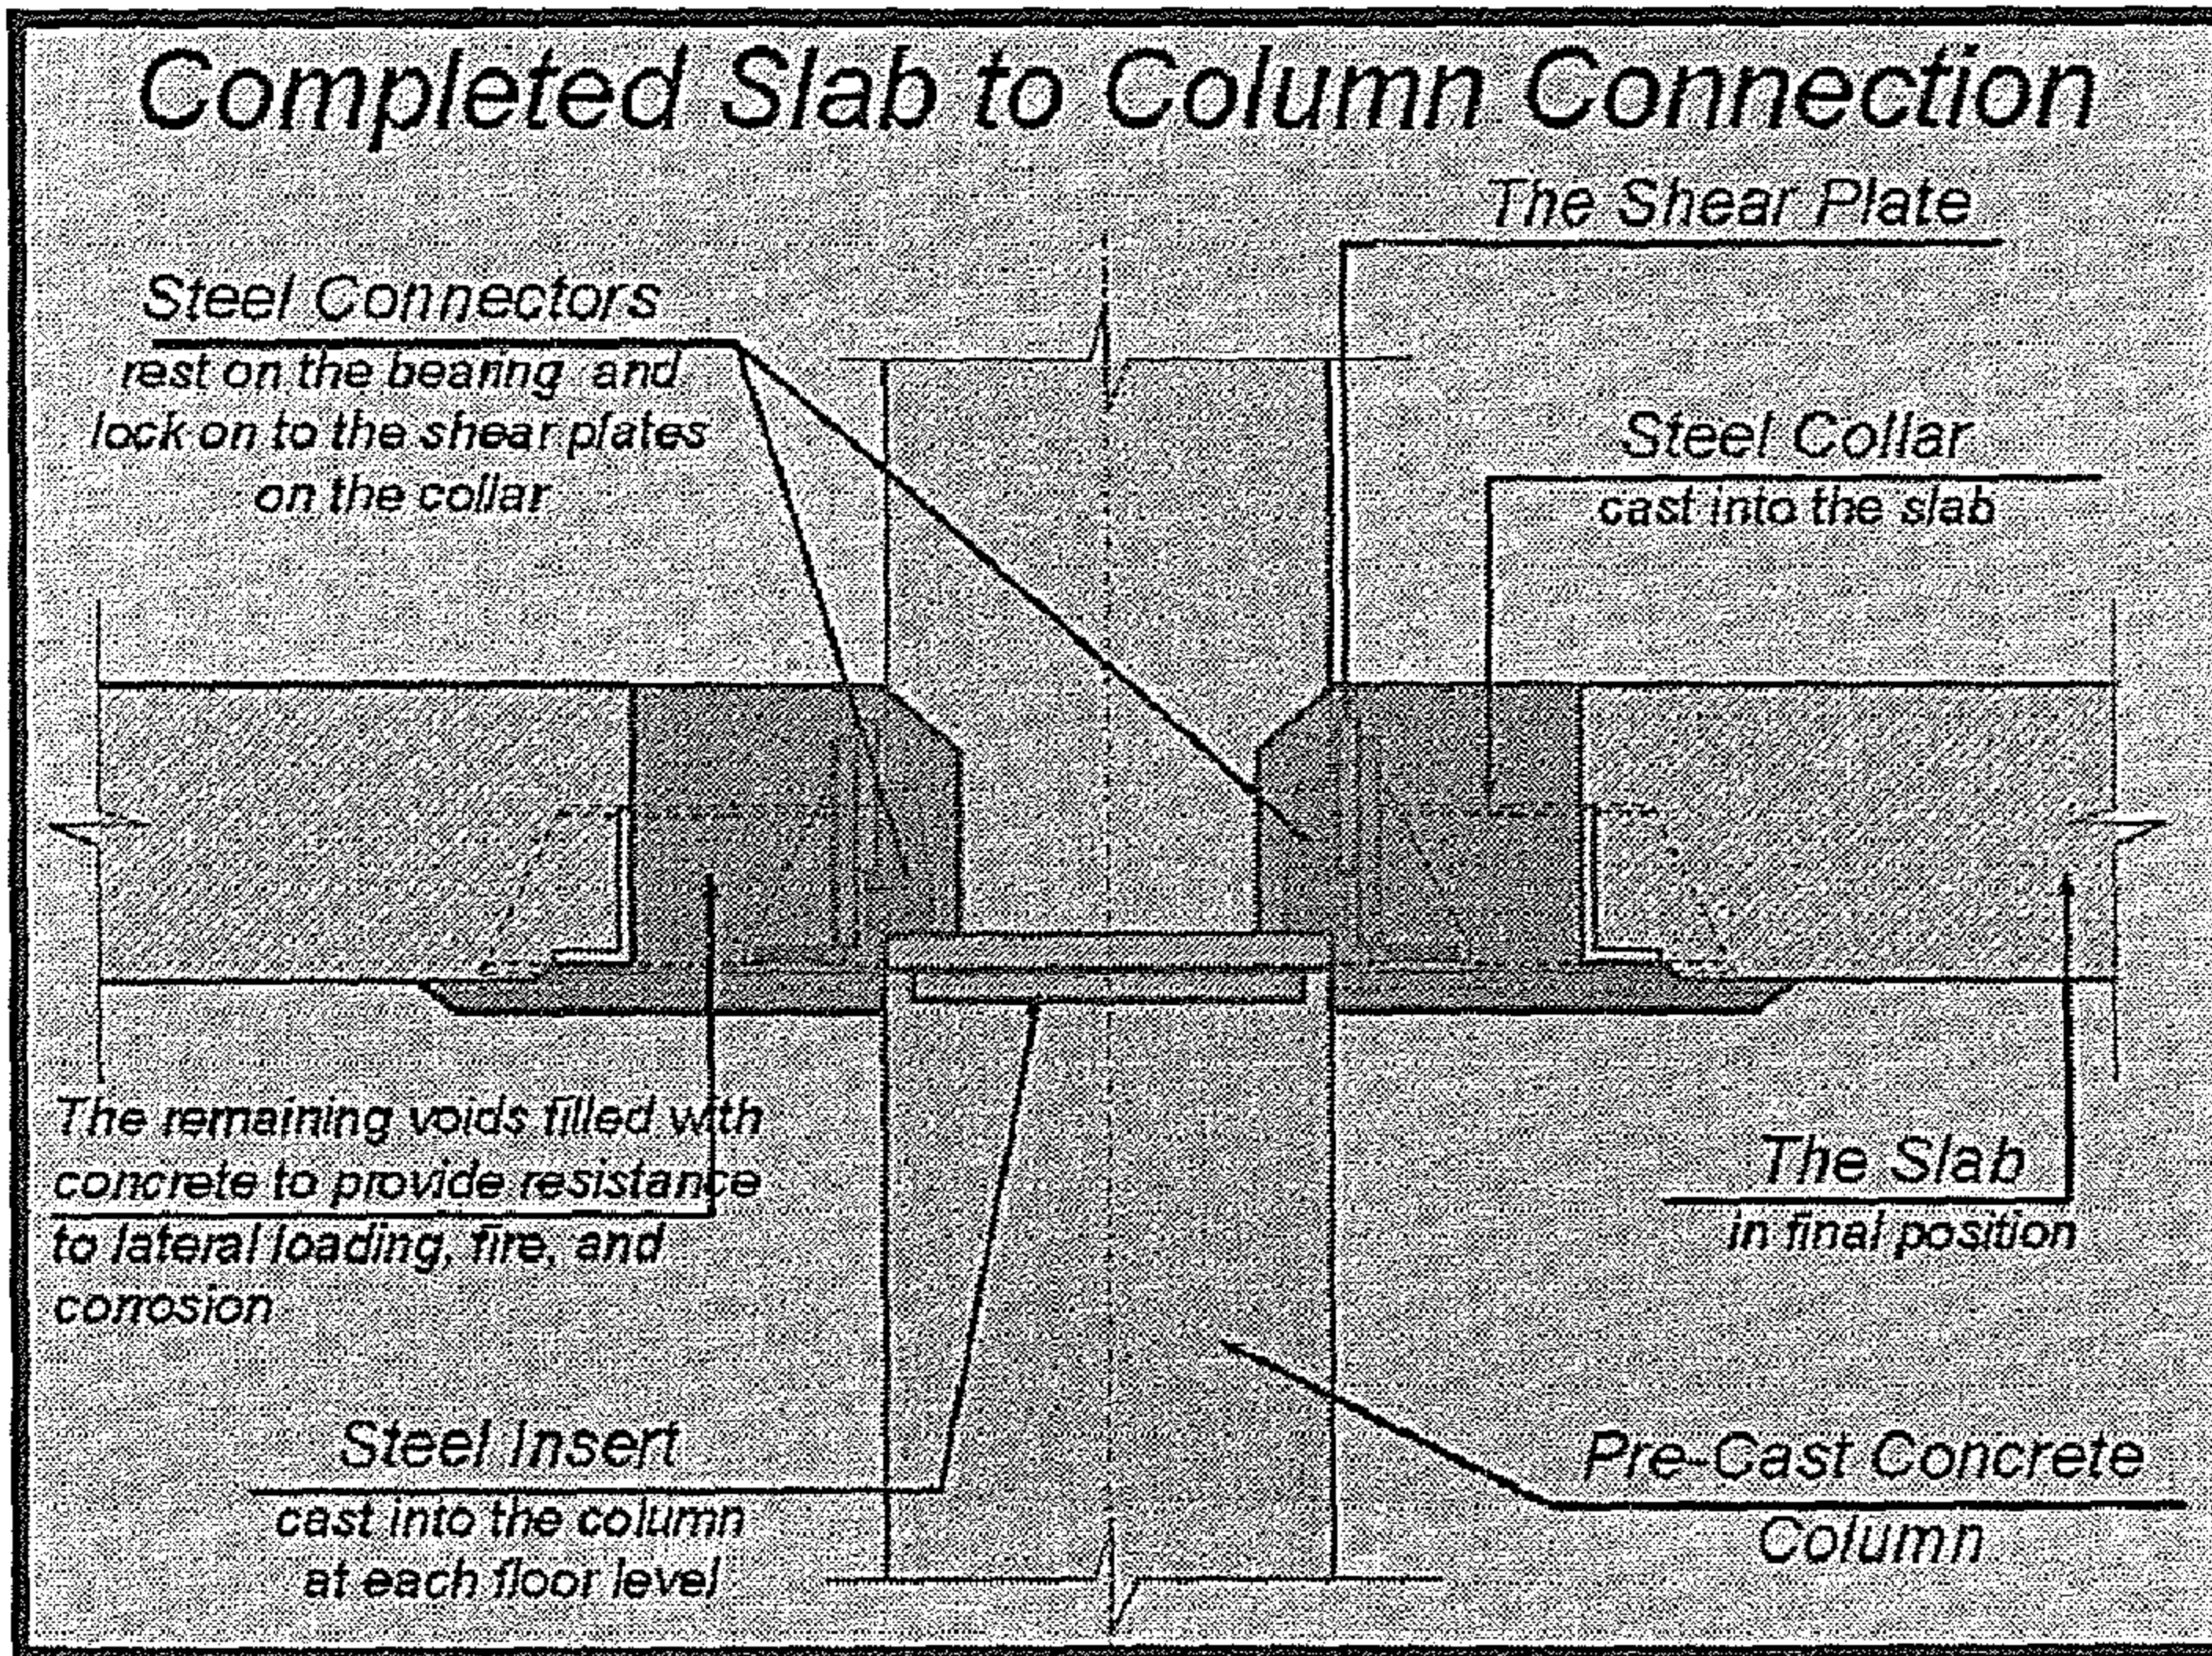 Completed Slab to Column Connection
The Shear Plate
Steel Connectors
rest on the bearing and
lock on to the shear plates
on the collar
Steel Collar
cast into the slab
The remaining voids filled with
concrete to provide resistance
to lateral loading, fire, and
corrosion
The Slab
in final position
Steel Insert
cast into the column
at each floor level
Pre-Cast Concrete
Column